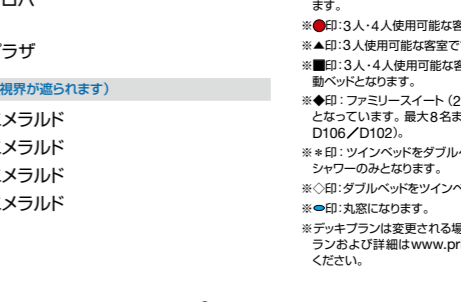 ラザ
視界が遮られます）
メラルド
メラルド
メラルド
メラルド
ます。
※●印：3人・4人使用可能な客
※▲印：3人使用可能な客室で
※■印：3人・4人使用可能な客
動ベッドとなります。
※◆印：ファミリースイート（2
となっています。最大8名ま
D106／D102）。
※＊印：ツインベッドをダブルベ
シャワーのみとなります。
※◇印：ダブルベッドをツインベ
※⬬印：丸窓になります。
※デッキプランは変更される場
ランおよび詳細はwww.pr
ください。